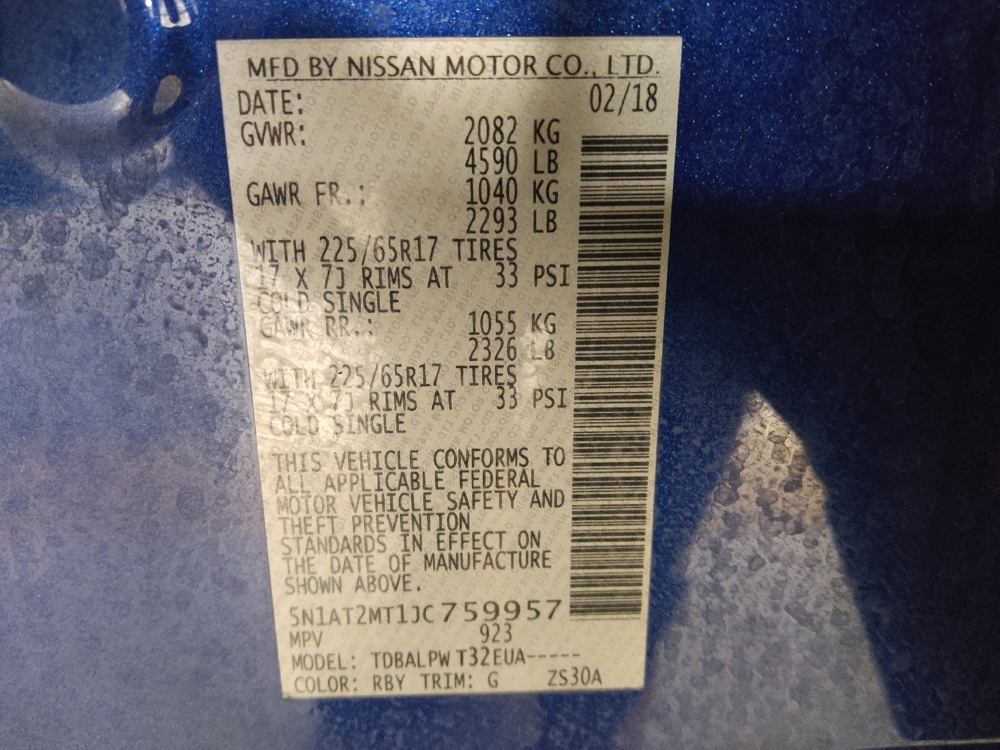 MFD BY NISSAN MOTOR CO., LTD.
DATE: 02/18
GVWR: 2082 KG
4590 LB
GAWR FR.: 1040 KG
2293 LB
WITH 225/65R17 TIRES
17 X 7J RIMS AT 33 PSI
COLD SINGLE
GAWR RR.: 1055 KG
2326 LB
WITH 225/65R17 TIRES
17 X 7J RIMS AT 33 PSI
COLD SINGLE
THIS VEHICLE CONFORMS TO
ALL APPLICABLE FEDERAL
MOTOR VEHICLE SAFETY AND
THEFT PREVENTION
STANDARDS IN EFFECT ON
THE DATE OF MANUFACTURE
SHOWN ABOVE.
5N1AT2MT1JC759957
MPV 923
MODEL: TDBALPW T32EUA-----
COLOR: RBY TRIM: G ZS30A